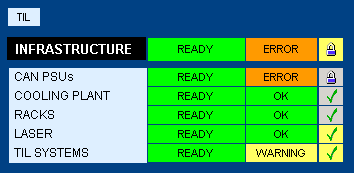 TIL
INFRASTRUCTURE READY ERROR
CAN PSUs READY ERROR
COOLING PLANT READY OK
RACKS READY OK
LASER READY OK
TIL SYSTEMS READY WARNING